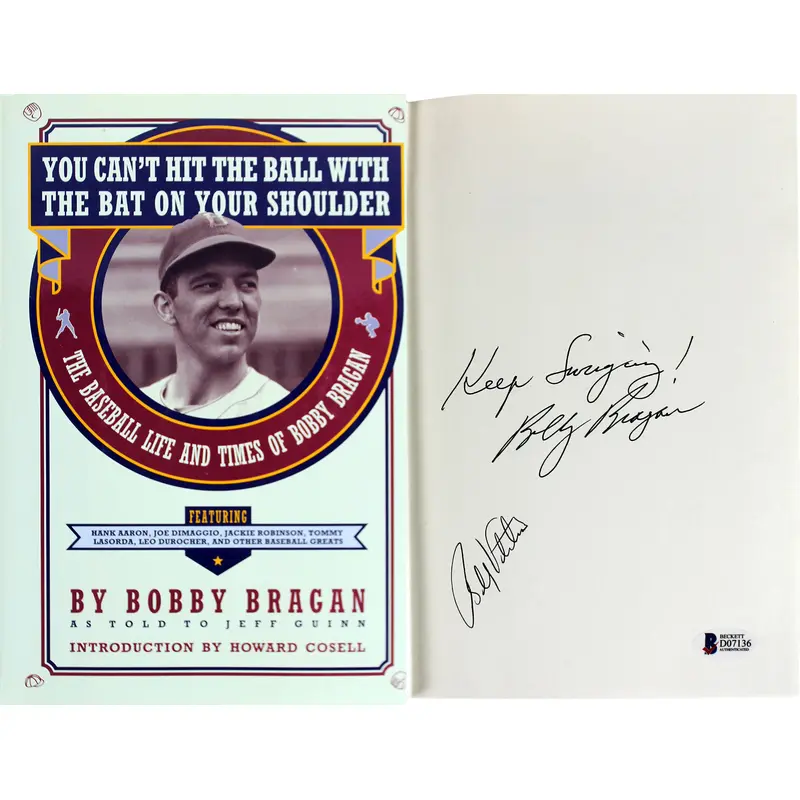 YOU CAN'T HIT THE BALL WITH
THE BAT ON YOUR SHOULDER
THE BASEBALL LIFE AND TIMES OF BOBBY BRAGAN
FEATURING
HANK AARON, JOE DIMAGGIO, JACKIE ROBINSON, TOMMY
LASORDA, LEO DUROCHER, AND OTHER BASEBALL GREATS
BY BOBBY BRAGAN
AS TOLD TO JEFF GUINN
INTRODUCTION BY HOWARD COSELL
Keep Swinging!
Bobby Bragan
B
BECKETT
D07136
AUTHENTICATED